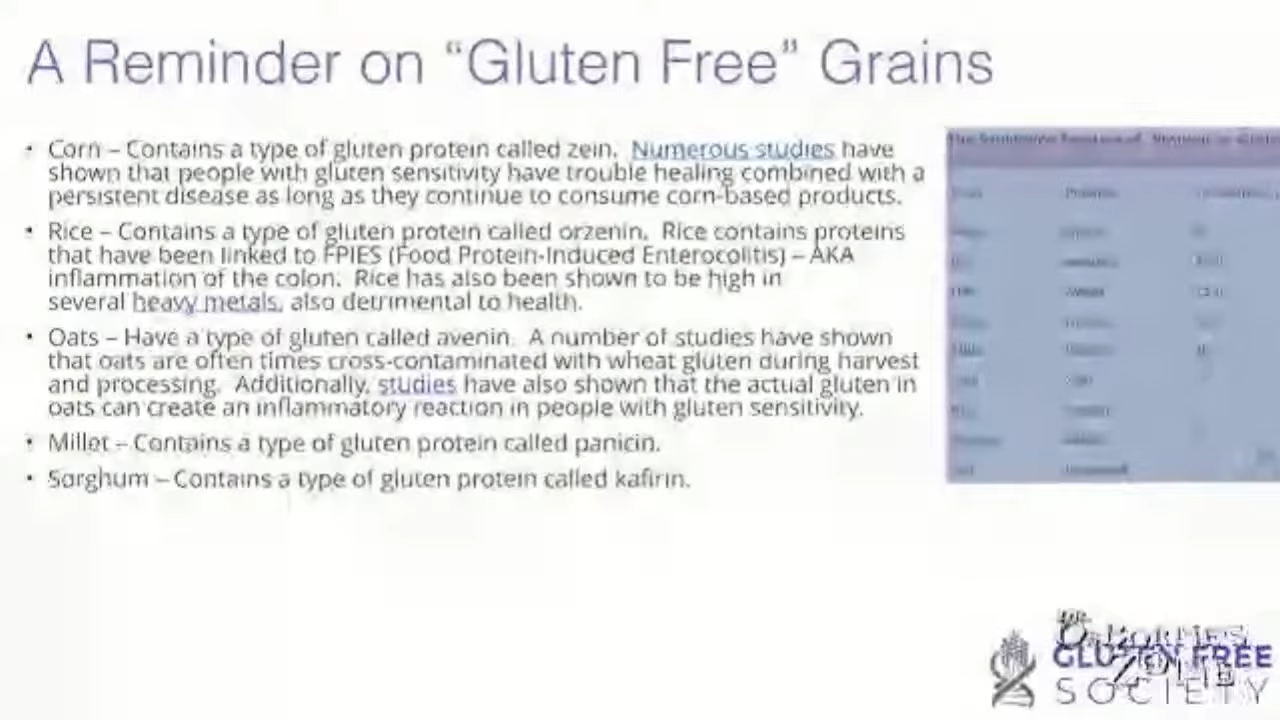 A Reminder on “Gluten Free” Grains
• Corn – Contains a type of gluten protein called zein. Numerous studies have
shown that people with gluten sensitivity have trouble healing combined with a
persistent disease as long as they continue to consume corn-based products.
• Rice – Contains a type of gluten protein called orzenin. Rice contains proteins
that have been linked to FPIES (Food Protein-Induced Enterocolitis) – AKA
inflammation of the colon. Rice has also been shown to be high in
several heavy metals, also detrimental to health.
• Oats – Have a type of gluten called avenin. A number of studies have shown
that oats are often times cross-contaminated with wheat gluten during harvest
and processing. Additionally, studies have also shown that the actual gluten in
oats can create an inflammatory reaction in people with gluten sensitivity.
• Millet – Contains a type of gluten protein called panicin.
• Sorghum – Contains a type of gluten protein called kafirin.
GLUTEN FREE
SOCIETY